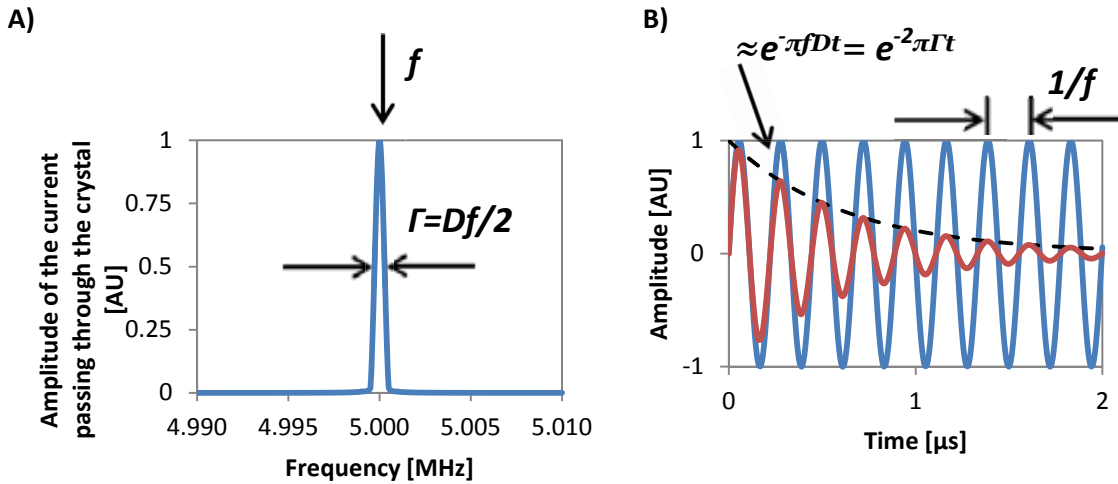 A)
f
Γ=Df/2
Amplitude of the current
passing through the crystal
[AU]
1
0.75
0.5
0.25
0
4.990 4.995 5.000 5.005 5.010
Frequency [MHz]
B)
≈e^-πfDt = e^-2πΓt
1/f
Amplitude [AU]
1
0
-1
0 1 2
Time [µs]